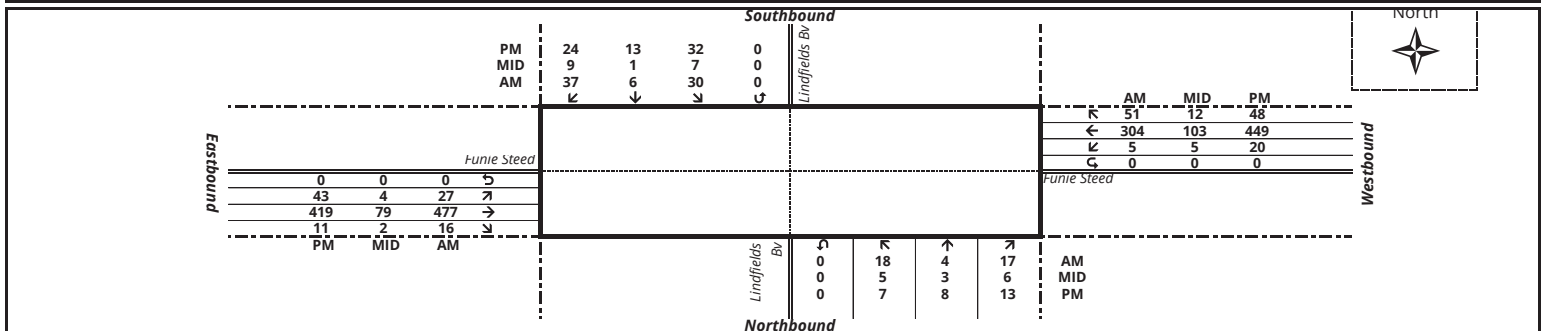 Southbound
North
Lindfields Bv
PM 24 13 32 0
MID 9 1 7 0
AM 37 6 30 0
AM MID PM
51 12 48
304 103 449
5 5 20
0 0 0
Westbound
Eastbound
Funie Steed
Funie Steed
0 0 0
43 4 27
419 79 477
11 2 16
PM MID AM
Lindfields
Bv
0 18 4 17 AM
0 5 3 6 MID
0 7 8 13 PM
Northbound